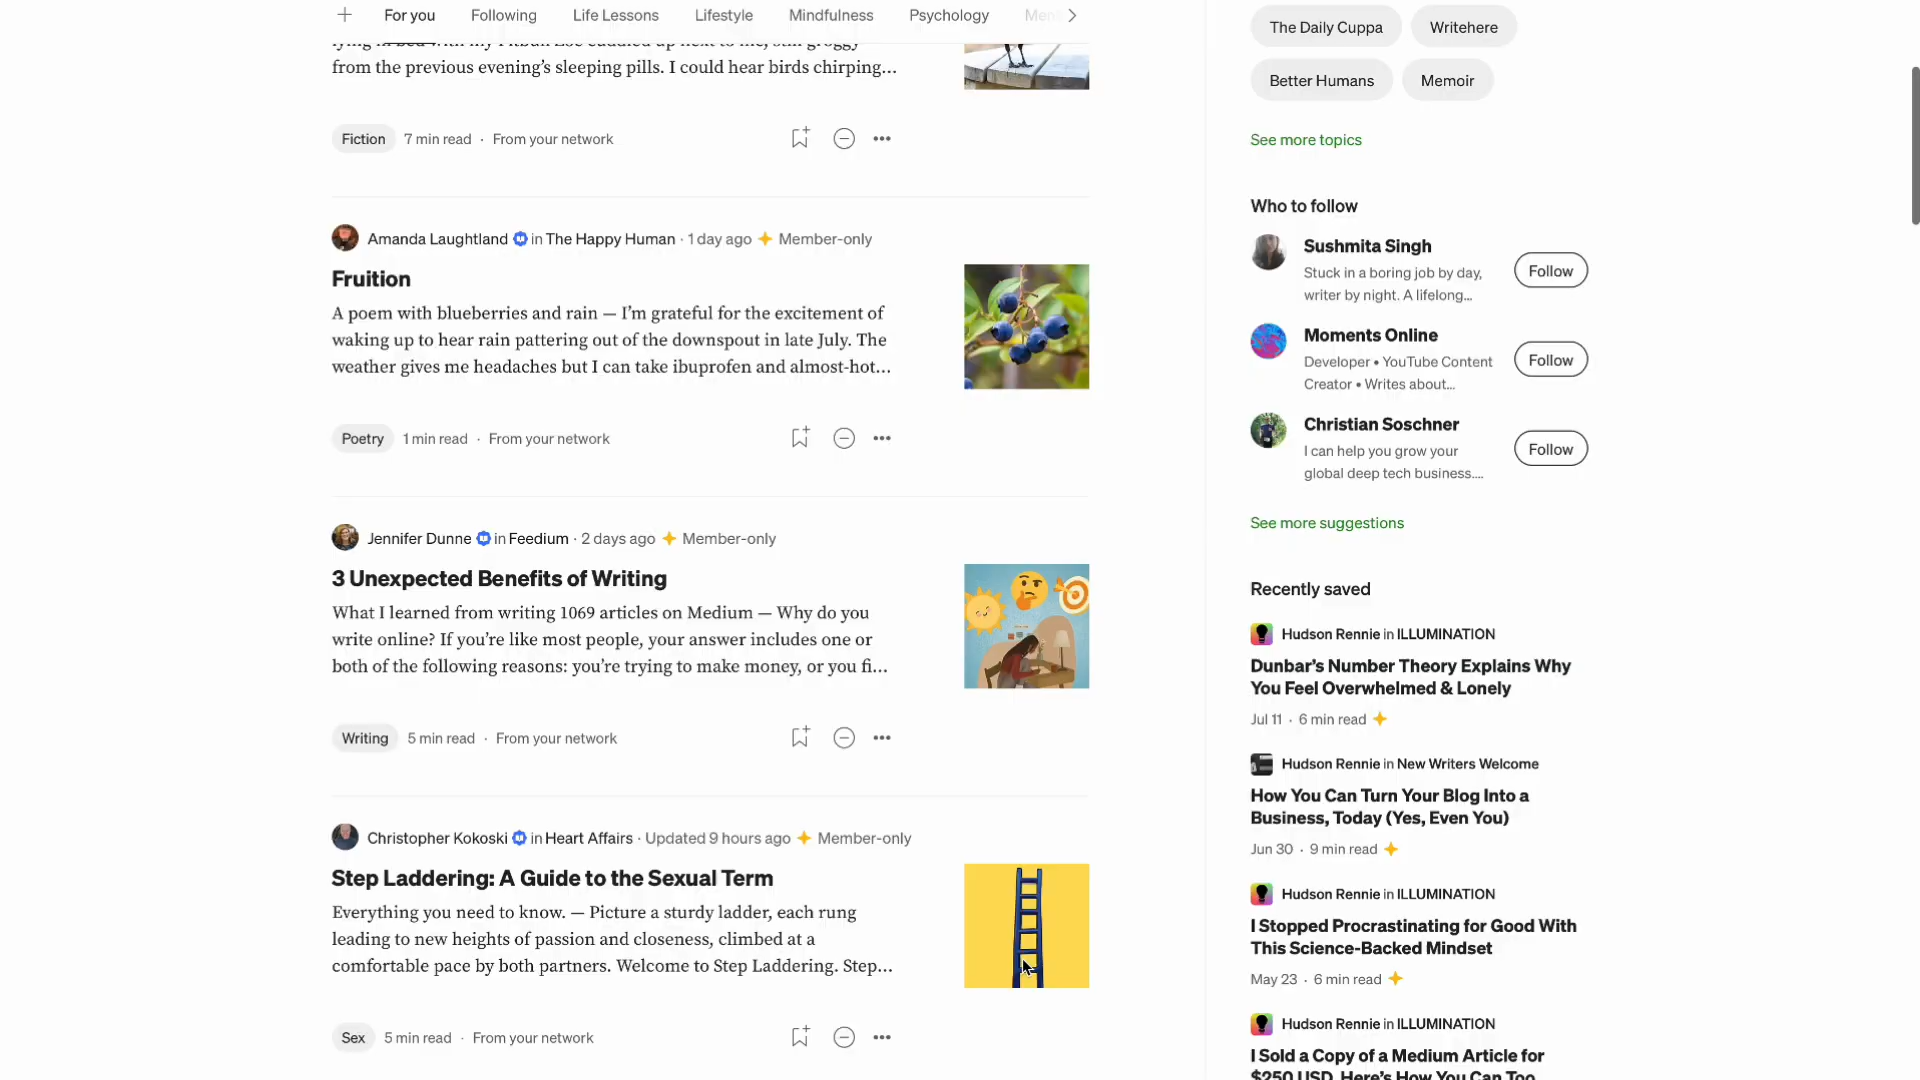 For you
Following
Life Lessons
Lifestyle
Mindfulness
Psychology
from the previous evening’s sleeping pills. I could hear birds chirping...
Fiction
7 min read · From your network
Amanda Laughtland in The Happy Human · 1 day ago Member-only
Fruition
A poem with blueberries and rain — I’m grateful for the excitement of
waking up to hear rain pattering out of the downspout in late July. The
weather gives me headaches but I can take ibuprofen and almost-hot...
Poetry
1 min read · From your network
Jennifer Dunne in Feedium · 2 days ago Member-only
3 Unexpected Benefits of Writing
What I learned from writing 1069 articles on Medium — Why do you
write online? If you’re like most people, your answer includes one or
both of the following reasons: you’re trying to make money, or you fi...
Writing
5 min read · From your network
Christopher Kokoski in Heart Affairs · Updated 9 hours ago Member-only
Step Laddering: A Guide to the Sexual Term
Everything you need to know. — Picture a sturdy ladder, each rung
leading to new heights of passion and closeness, climbed at a
comfortable pace by both partners. Welcome to Step Laddering. Step...
Sex
5 min read · From your network
The Daily Cuppa
Writehere
Better Humans
Memoir
See more topics
Who to follow
Sushmita Singh
Stuck in a boring job by day,
writer by night. A lifelong...
Follow
Moments Online
Developer • YouTube Content
Creator • Writes about...
Follow
Christian Soschner
I can help you grow your
global deep tech business....
Follow
See more suggestions
Recently saved
Hudson Rennie in ILLUMINATION
Dunbar’s Number Theory Explains Why
You Feel Overwhelmed & Lonely
Jul 11 · 6 min read
Hudson Rennie in New Writers Welcome
How You Can Turn Your Blog Into a
Business, Today (Yes, Even You)
Jun 30 · 9 min read
Hudson Rennie in ILLUMINATION
I Stopped Procrastinating for Good With
This Science-Backed Mindset
May 23 · 6 min read
Hudson Rennie in ILLUMINATION
I Sold a Copy of a Medium Article for
$250 USD. Here’s How You Can Too